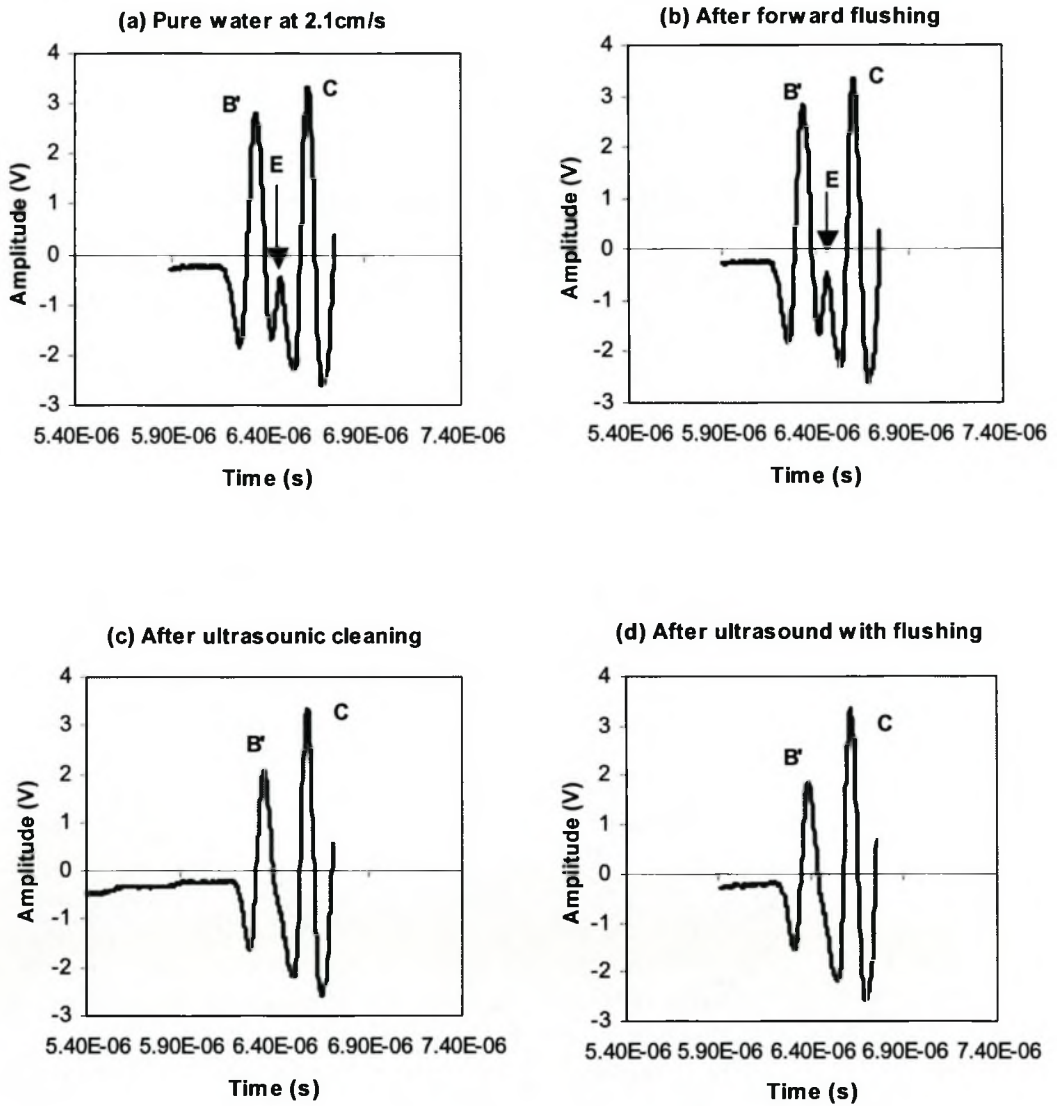 (a) Pure water at 2.1cm/s
4
3
2
1
0
-1
-2
-3
Amplitude (V)
B'
C
E
5.40E-06 5.90E-06 6.40E-06 6.90E-06 7.40E-06
Time (s)
(b) After forward flushing
4
3
2
1
0
-1
-2
-3
Amplitude (V)
B'
C
E
5.40E-06 5.90E-06 6.40E-06 6.90E-06 7.40E-06
Time (s)
(c) After ultrasounic cleaning
4
3
2
1
0
-1
-2
-3
Amplitude (V)
B'
C
5.40E-06 5.90E-06 6.40E-06 6.90E-06 7.40E-06
Time (s)
(d) After ultrasound with flushing
4
3
2
1
0
-1
-2
-3
Amplitude (V)
B'
C
5.40E-06 5.90E-06 6.40E-06 6.90E-06 7.40E-06
Time (s)